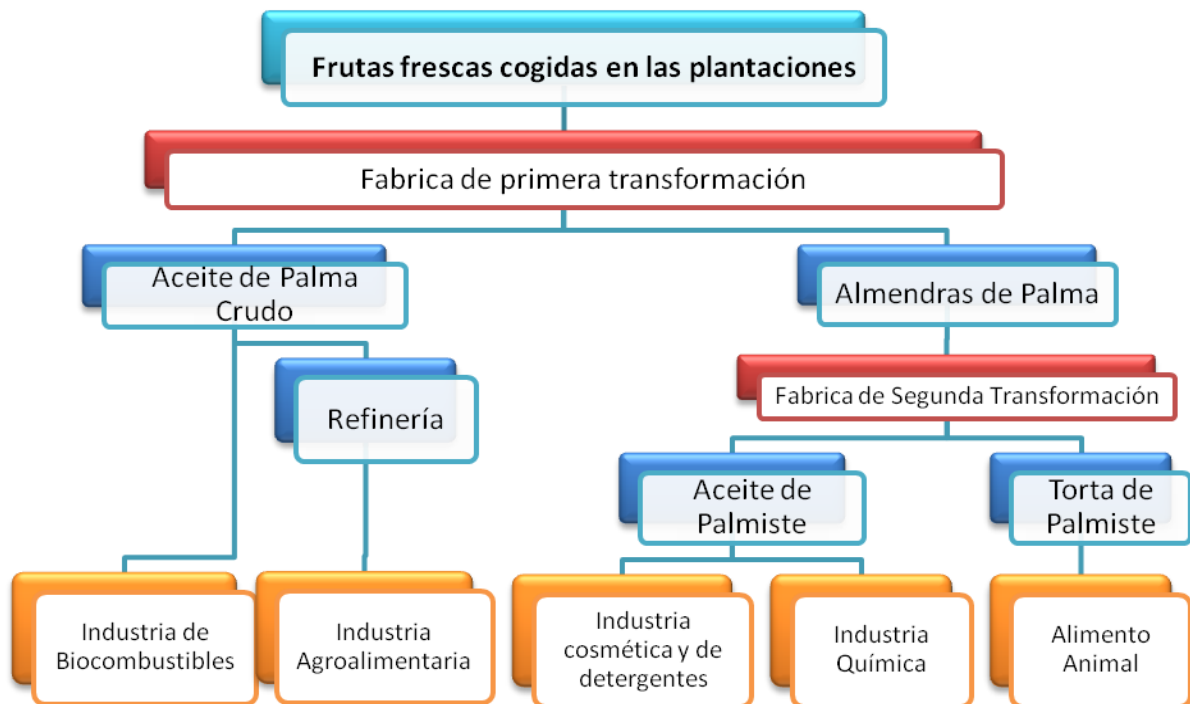 Frutas frescas cogidas en las plantaciones
Fabrica de primera transformación
Aceite de Palma
Crudo
Almendras de Palma
Refinería
Fabrica de Segunda Transformación
Aceite de
Palmiste
Torta de
Palmiste
Industria de
Biocombustibles
Industria
Agroalimentaria
Industria
cosmética y de
detergentes
Industria
Química
Alimento
Animal